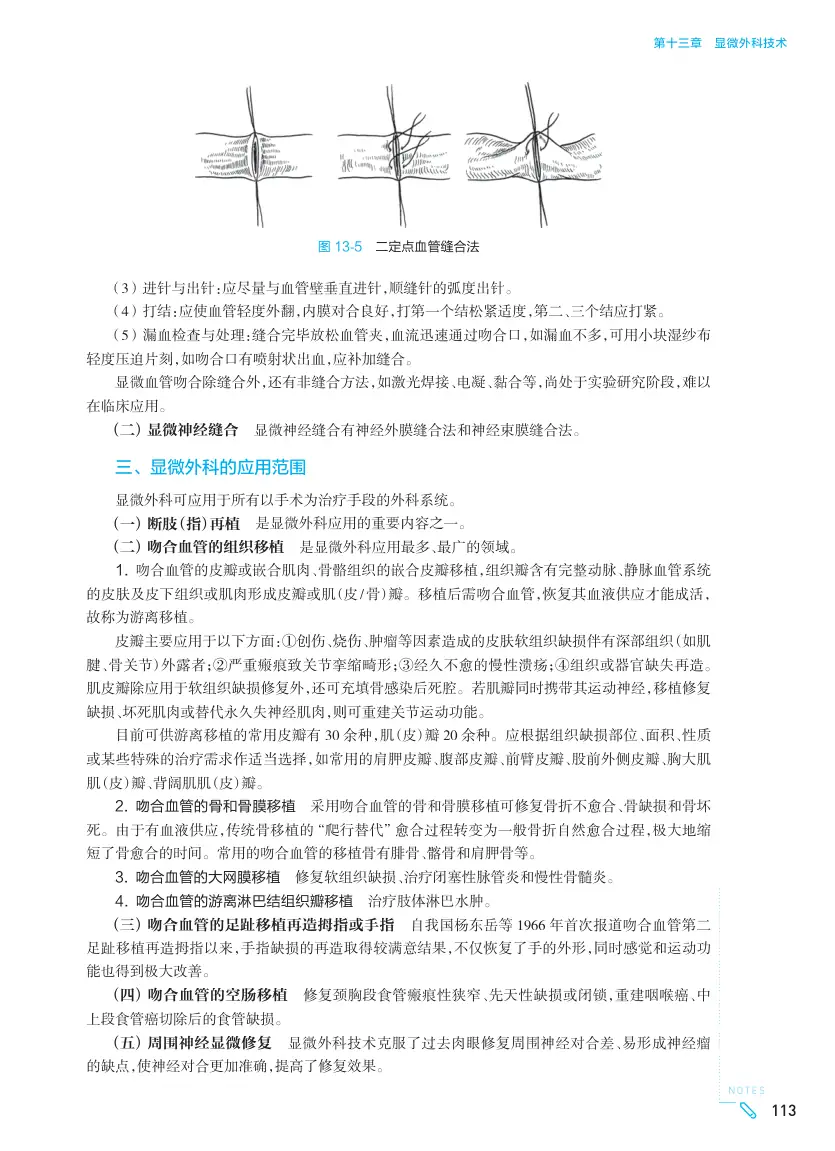 第十三章　显微外科技术
图 13-5　二定点血管缝合法
（3）进针与出针：应尽量与血管壁垂直进针，顺缝针的弧度出针。
（4）打结：应使血管轻度外翻，内膜对合良好，打第一个结松紧适度，第二、三个结应打紧。
（5）漏血检查与处理：缝合完毕放松血管夹，血流迅速通过吻合口，如漏血不多，可用小块湿纱布
轻度压迫片刻，如吻合口有喷射状出血，应补加缝合。
显微血管吻合除缝合外，还有非缝合方法，如激光焊接、电凝、黏合等，尚处于实验研究阶段，难以
在临床应用。
（二）显微神经缝合　显微神经缝合有神经外膜缝合法和神经束膜缝合法。
三、显微外科的应用范围
显微外科可应用于所有以手术为治疗手段的外科系统。
（一）断肢（指）再植　是显微外科应用的重要内容之一。
（二）吻合血管的组织移植　是显微外科应用最多、最广的领域。
1. 吻合血管的皮瓣或嵌合肌肉、骨骼组织的嵌合皮瓣移植，组织瓣含有完整动脉、静脉血管系统
的皮肤及皮下组织或肌肉形成皮瓣或肌（皮/骨）瓣。移植后需吻合血管，恢复其血液供应才能成活，
故称为游离移植。
皮瓣主要应用于以下方面：①创伤、烧伤、肿瘤等因素造成的皮肤软组织缺损伴有深部组织（如肌
腱、骨关节）外露者；②严重瘢痕致关节挛缩畸形；③经久不愈的慢性溃疡；④组织或器官缺失再造。
肌皮瓣除应用于软组织缺损修复外，还可充填骨感染后死腔。若肌瓣同时携带其运动神经，移植修复
缺损、坏死肌肉或替代永久失神经肌肉，则可重建关节运动功能。
目前可供游离移植的常用皮瓣有 30 余种，肌（皮）瓣 20 余种。应根据组织缺损部位、面积、性质
或某些特殊的治疗需求作适当选择，如常用的肩胛皮瓣、腹部皮瓣、前臂皮瓣、股前外侧皮瓣、胸大肌
肌（皮）瓣、背阔肌肌（皮）瓣。
2. 吻合血管的骨和骨膜移植　采用吻合血管的骨和骨膜移植可修复骨折不愈合、骨缺损和骨坏
死。由于有血液供应，传统骨移植的“爬行替代”愈合过程转变为一般骨折自然愈合过程，极大地缩
短了骨愈合的时间。常用的吻合血管的移植骨有腓骨、髂骨和肩胛骨等。
3. 吻合血管的大网膜移植　修复软组织缺损、治疗闭塞性脉管炎和慢性骨髓炎。
4. 吻合血管的游离淋巴结组织瓣移植　治疗肢体淋巴水肿。
（三）吻合血管的足趾移植再造拇指或手指　自我国杨东岳等 1966 年首次报道吻合血管第二
足趾移植再造拇指以来，手指缺损的再造取得较满意结果，不仅恢复了手的外形，同时感觉和运动功
能也得到极大改善。
（四）吻合血管的空肠移植　修复颈胸段食管瘢痕性狭窄、先天性缺损或闭锁，重建咽喉癌、中
上段食管癌切除后的食管缺损。
（五）周围神经显微修复　显微外科技术克服了过去肉眼修复周围神经对合差、易形成神经瘤
的缺点，使神经对合更加准确，提高了修复效果。
NOTES
113